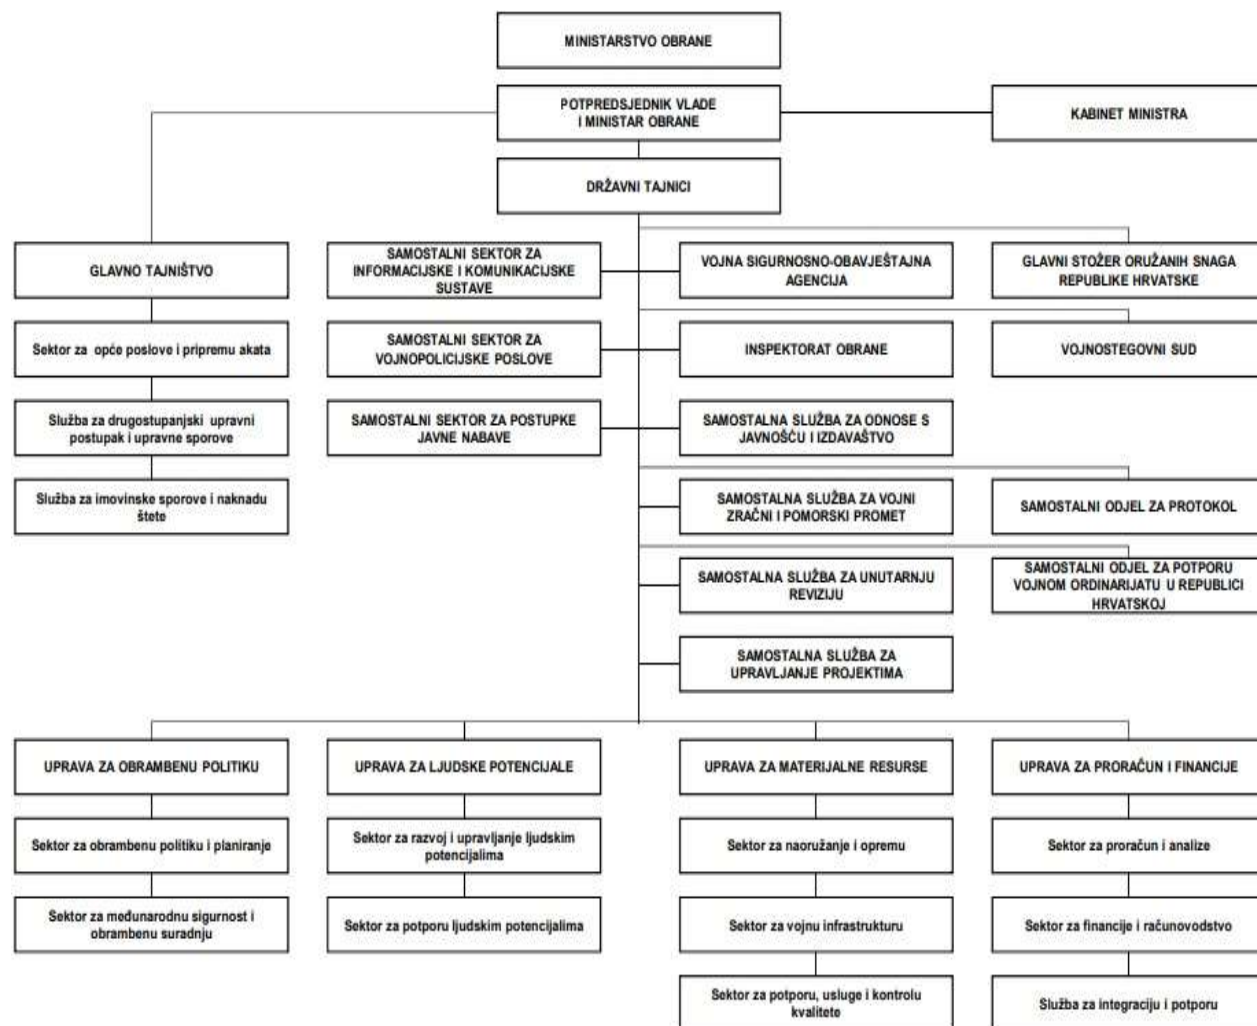 MINISTARSTVO OBRANE
POTPREDSJEDNIK VLADE
I MINISTAR OBRANE
KABINET MINISTRA
DRŽAVNI TAJNICI
GLAVNO TAJNIŠTVO
SAMOSTALNI SEKTOR ZA
INFORMACIJSKE I KOMUNIKACIJSKE
SUSTAVE
VOJNA SIGURNOSNO-OBAVJEŠTAJNA
AGENCIJA
GLAVNI STOŽER ORUŽANIH SNAGA
REPUBLIKE HRVATSKE
Sektor za opće poslove i pripremu akata
SAMOSTALNI SEKTOR ZA
VOJNOPOLICIJSKE POSLOVE
INSPEKTORAT OBRANE
VOJNOSTEGOVNI SUD
Služba za drugostupanjski upravni
postupak i upravne sporove
SAMOSTALNI SEKTOR ZA POSTUPKE
JAVNE NABAVE
SAMOSTALNA SLUŽBA ZA ODNOSE S
JAVNOŠĆU I IZDAVAŠTVO
Služba za imovinske sporove i naknadu
štete
SAMOSTALNA SLUŽBA ZA VOJNI
ZRAČNI I POMORSKI PROMET
SAMOSTALNI ODJEL ZA PROTOKOL
SAMOSTALNA SLUŽBA ZA UNUTARNJU
REVIZIJU
SAMOSTALNI ODJEL ZA POTPORU
VOJNOM ORDINARIJATU U REPUBLICI
HRVATSKOJ
SAMOSTALNA SLUŽBA ZA
UPRAVLJANJE PROJEKTIMA
UPRAVA ZA OBRAMBENU POLITIKU
UPRAVA ZA LJUDSKE POTENCIJALE
UPRAVA ZA MATERIJALNE RESURSE
UPRAVA ZA PRORAČUN I FINANCIJE
Sektor za obrambenu politiku i planiranje
Sektor za razvoj i upravljanje ljudskim
potencijalima
Sektor za naoružanje i opremu
Sektor za proračun i analize
Sektor za međunarodnu sigurnost i
obrambenu suradnju
Sektor za potporu ljudskim potencijalima
Sektor za vojnu infrastrukturu
Sektor za financije i računovodstvo
Sektor za potporu, usluge i kontrolu
kvalitete
Služba za integraciju i potporu